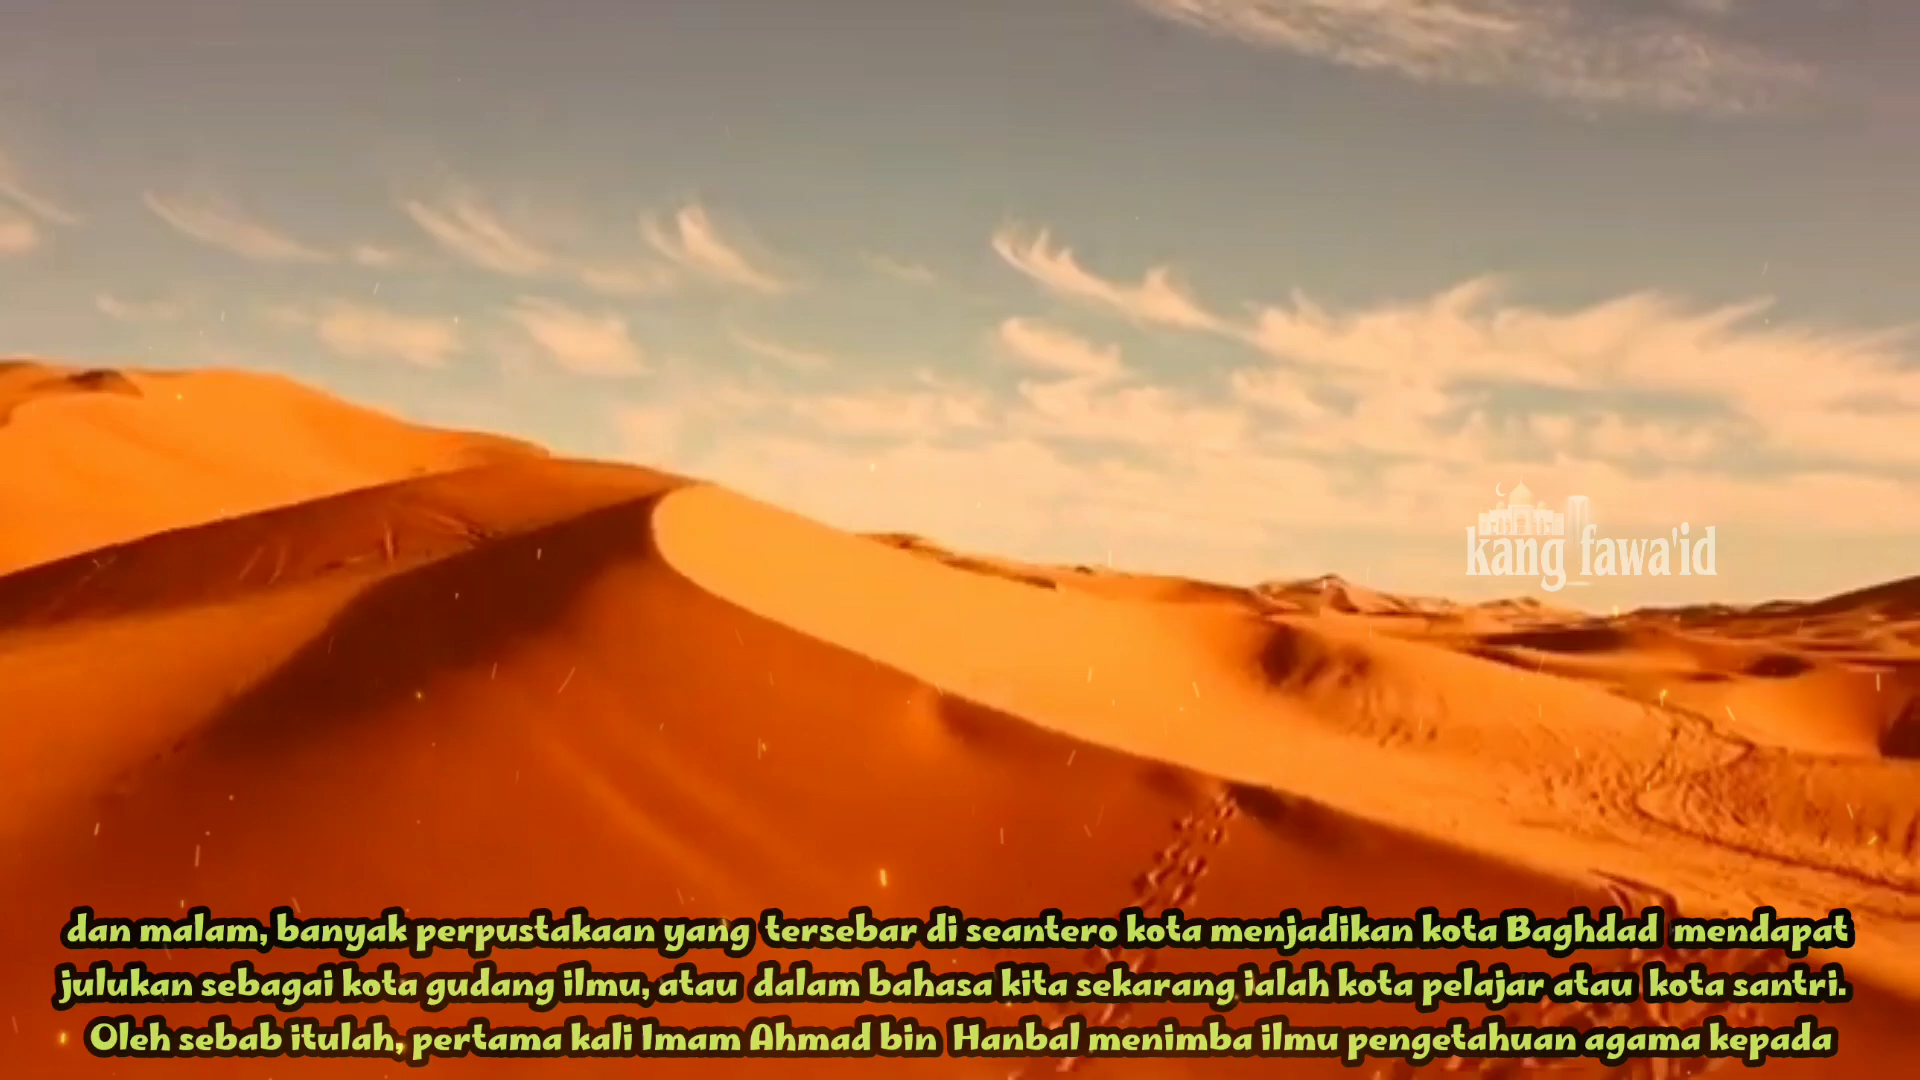 kang fawa'id
dan malam, banyak perpustakaan yang tersebar di seantero kota menjadikan kota Baghdad mendapat
julukan sebagai kota gudang ilmu, atau dalam bahasa kita sekarang ialah kota pelajar atau kota santri.
Oleh sebab itulah, pertama kali Imam Ahmad bin Hanbal menimba ilmu pengetahuan agama kepada